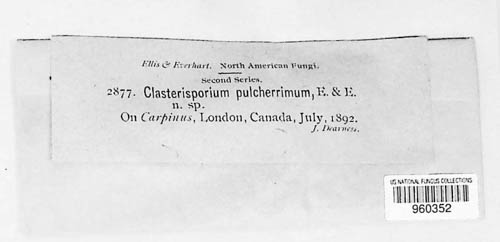 Ellis & Everhart. North American Fungi.
Second Series.
2877. Clasterisporium pulcherrimum, E. & E.
n. sp.
On Carpinus, London, Canada, July, 1892.
J. Dearness.
US NATIONAL FUNGUS COLLECTIONS
960352